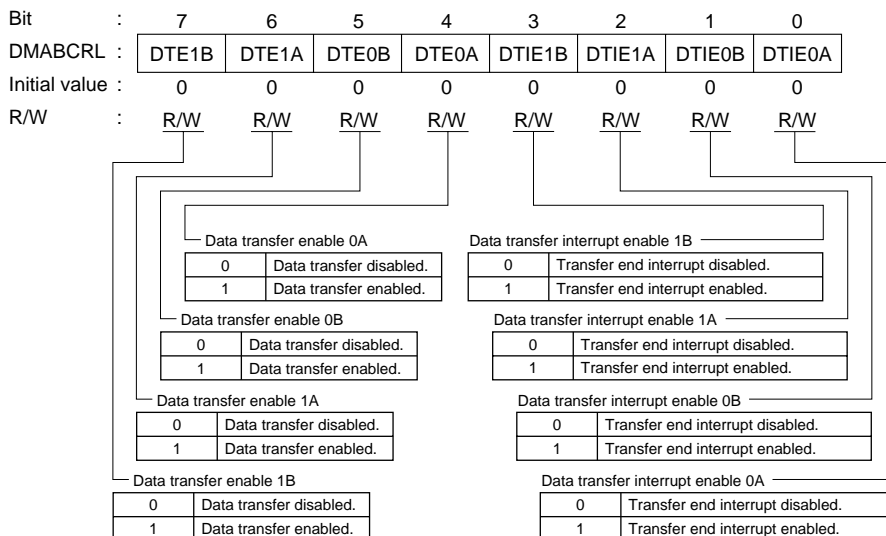 Bit : 7 6 5 4 3 2 1 0
DMABCRL : DTE1B DTE1A DTE0B DTE0A DTIE1B DTIE1A DTIE0B DTIE0A
Initial value : 0 0 0 0 0 0 0 0
R/W : R/W R/W R/W R/W R/W R/W R/W R/W
Data transfer enable 0A
0 Data transfer disabled.
1 Data transfer enabled.
Data transfer interrupt enable 1B
0 Transfer end interrupt disabled.
1 Transfer end interrupt enabled.
Data transfer enable 0B
0 Data transfer disabled.
1 Data transfer enabled.
Data transfer interrupt enable 1A
0 Transfer end interrupt disabled.
1 Transfer end interrupt enabled.
Data transfer enable 1A
0 Data transfer disabled.
1 Data transfer enabled.
Data transfer interrupt enable 0B
0 Transfer end interrupt disabled.
1 Transfer end interrupt enabled.
Data transfer enable 1B
0 Data transfer disabled.
1 Data transfer enabled.
Data transfer interrupt enable 0A
0 Transfer end interrupt disabled.
1 Transfer end interrupt enabled.